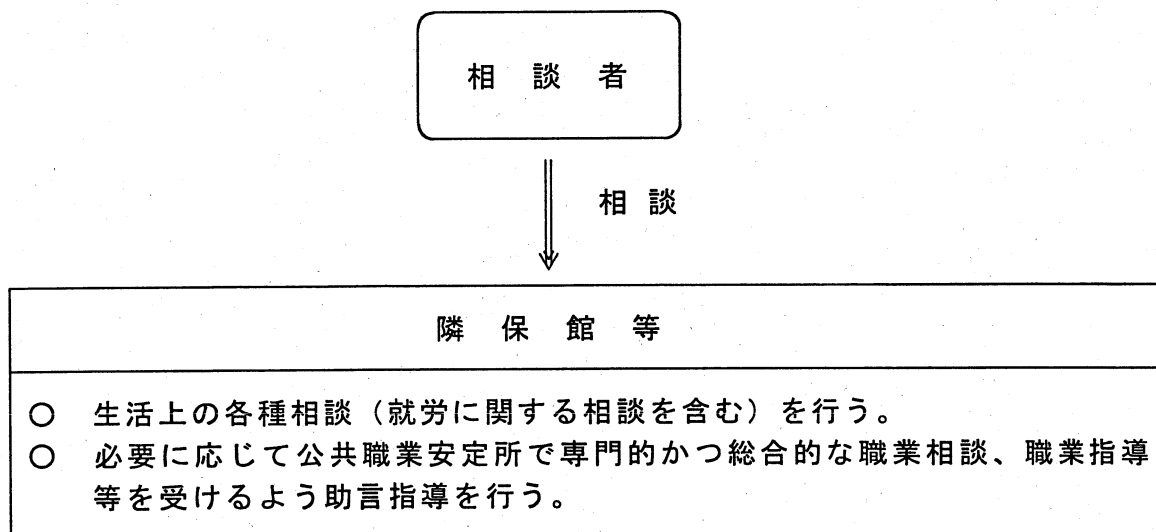 相談者
相談
隣保館等
○ 生活上の各種相談（就労に関する相談を含む）を行う。
○ 必要に応じて公共職業安定所で専門的かつ総合的な職業相談、職業指導
等を受けるよう助言指導を行う。